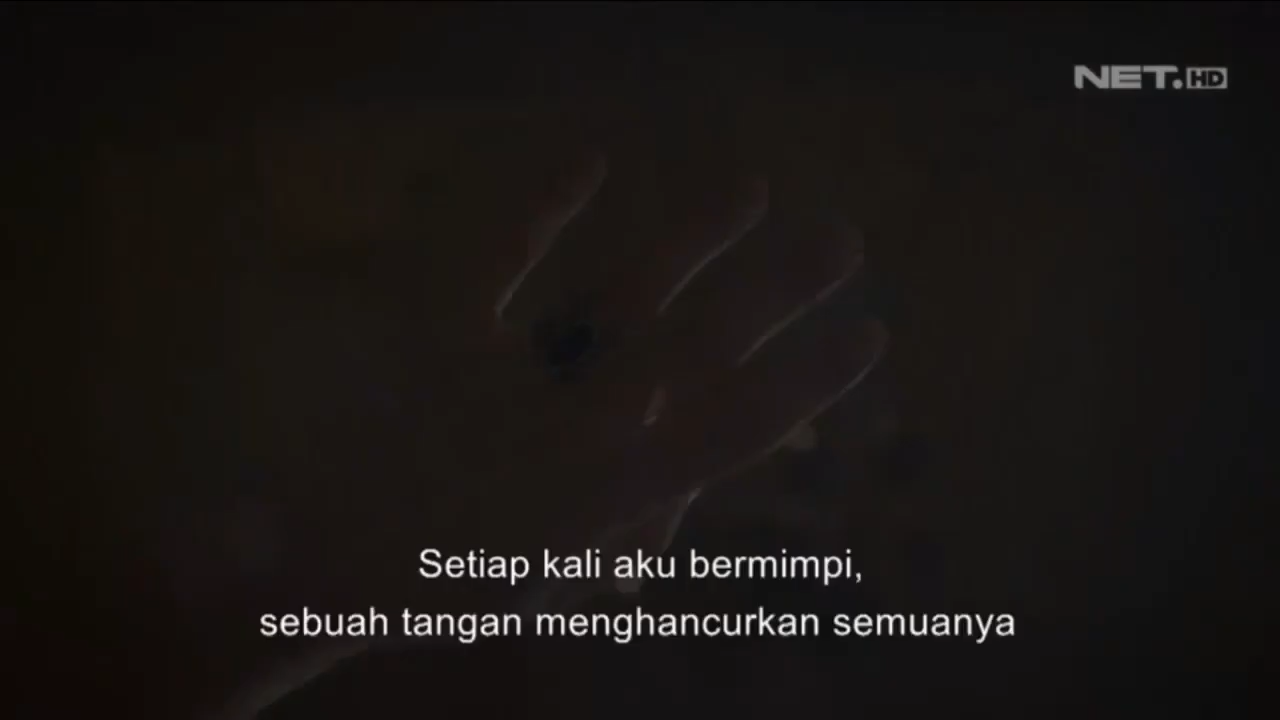 NET.HD
Setiap kali aku bermimpi,
sebuah tangan menghancurkan semuanya